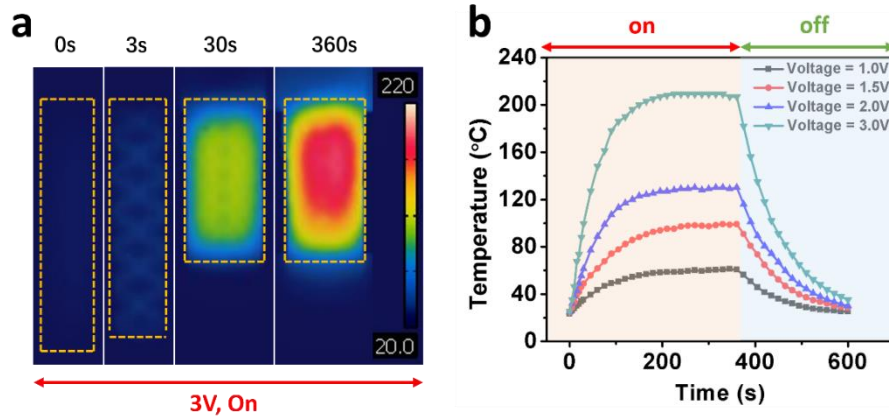 a
0s 3s 30s 360s
220
20.0
3V, On
b
on off
Voltage = 1.0V
Voltage = 1.5V
Voltage = 2.0V
Voltage = 3.0V
Temperature (°C)
240
200
160
120
80
40
0
0 200 400 600
Time (s)